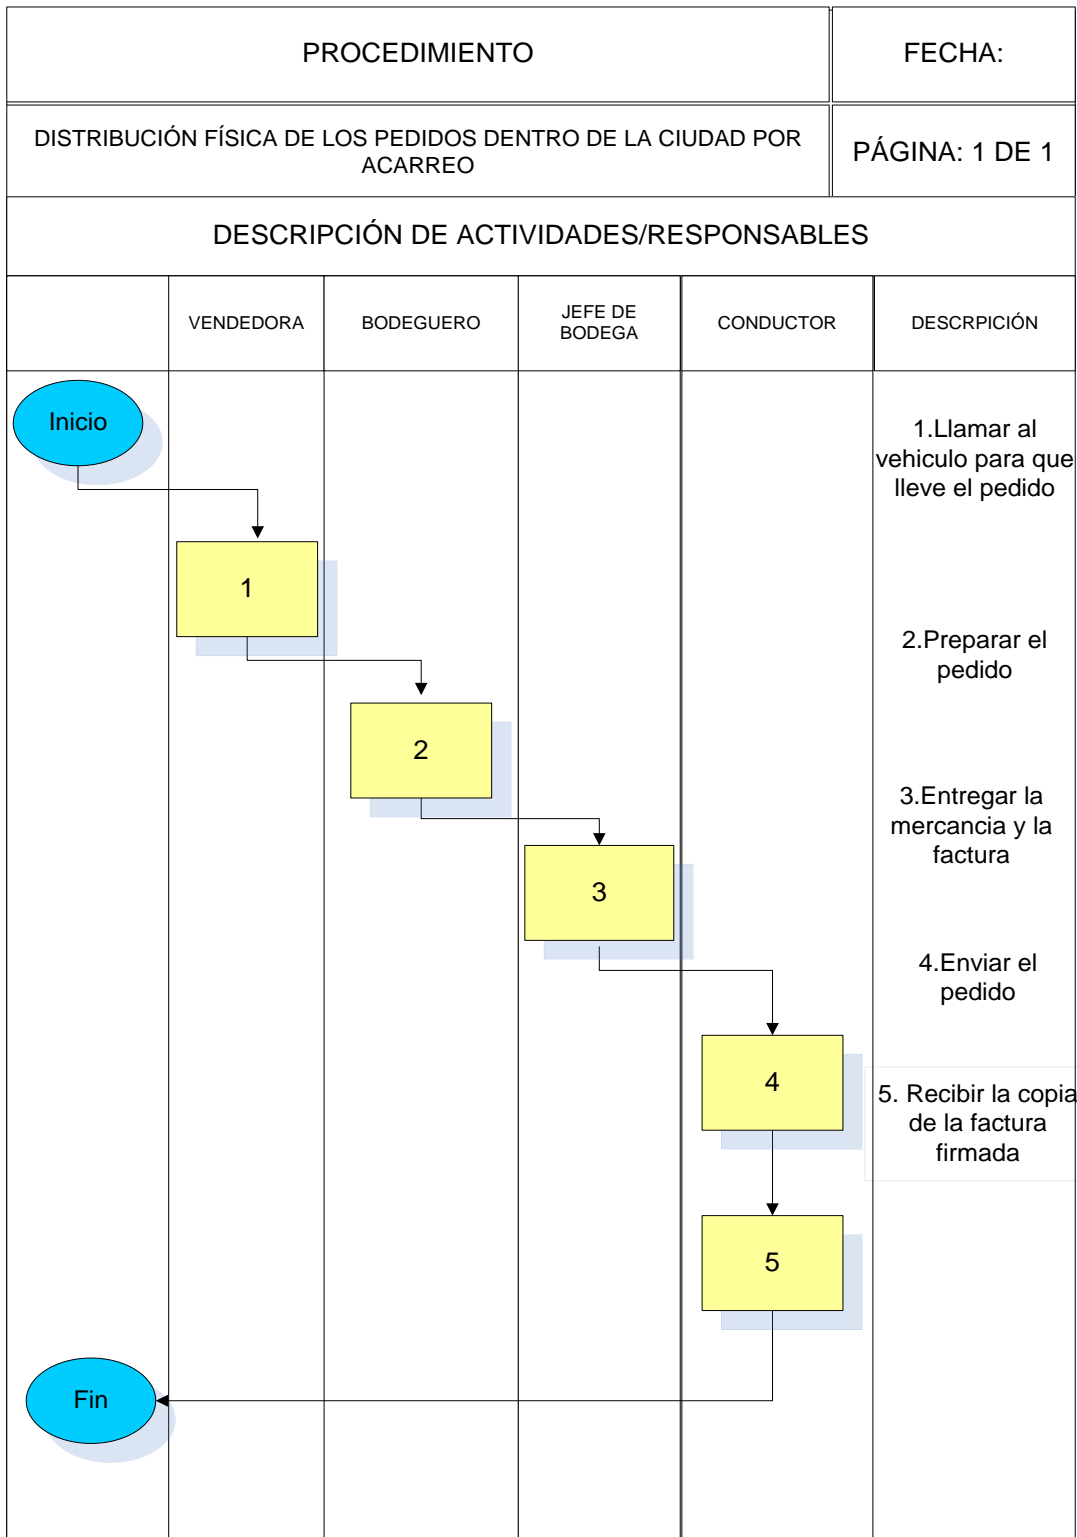 PROCEDIMIENTO
FECHA:
DISTRIBUCIÓN FÍSICA DE LOS PEDIDOS DENTRO DE LA CIUDAD POR
ACARREO
PÁGINA: 1 DE 1
DESCRIPCIÓN DE ACTIVIDADES/RESPONSABLES
VENDEDORA
BODEGUERO
JEFE DE
BODEGA
CONDUCTOR
DESCRPICIÓN
Inicio
1.Llamar al
vehiculo para que
lleve el pedido
1
2.Preparar el
pedido
2
3.Entregar la
mercancia y la
factura
3
4.Enviar el
pedido
4
5. Recibir la copia
de la factura
firmada
5
Fin